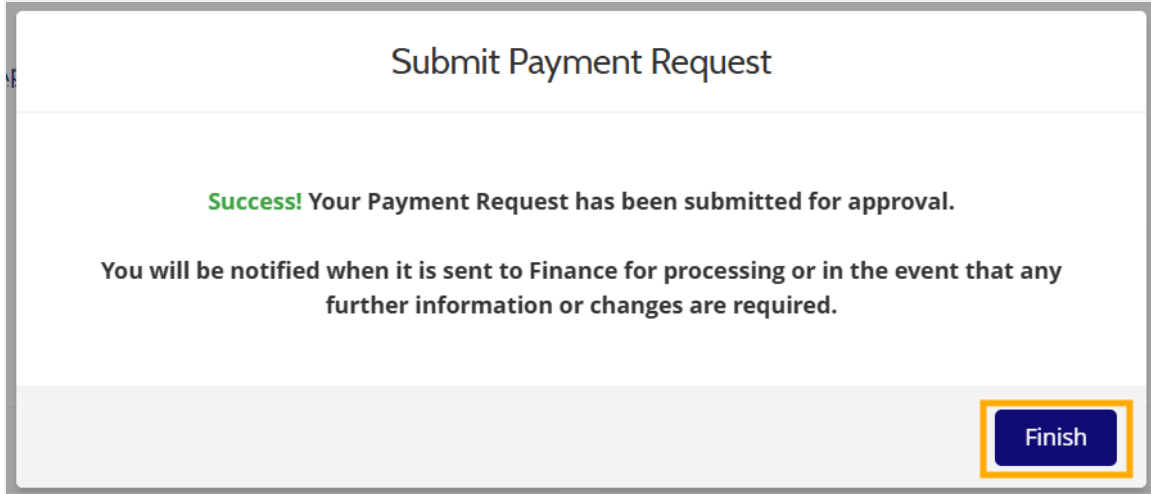 Submit Payment Request
Success! Your Payment Request has been submitted for approval.
You will be notified when it is sent to Finance for processing or in the event that any
further information or changes are required.
Finish